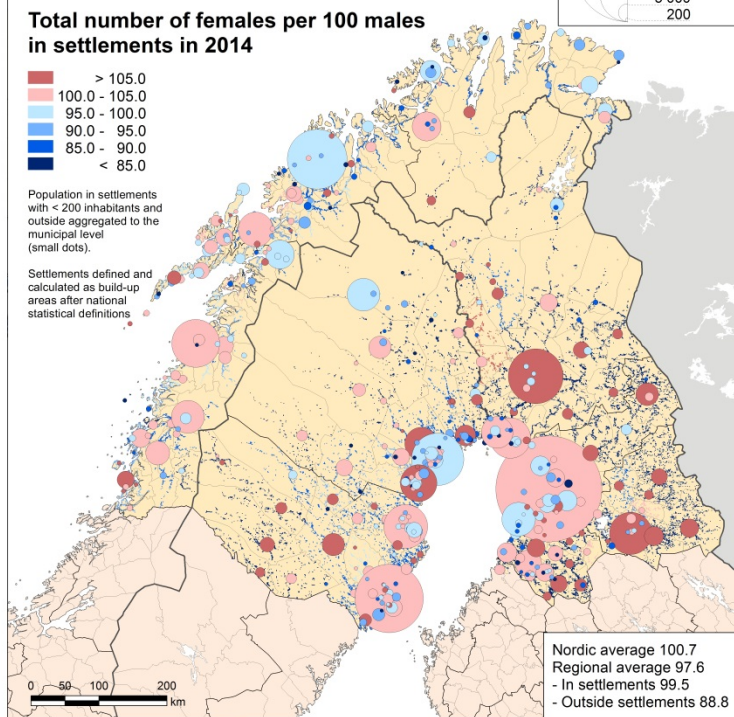 Total number of females per 100 males
in settlements in 2014
200
> 105.0
100.0 - 105.0
95.0 - 100.0
90.0 - 95.0
85.0 - 90.0
< 85.0
Population in settlements
with < 200 inhabitants and
outside aggregated to the
municipal level
(small dots).
Settlements defined and
calculated as build-up
areas after national
statistical definitions
0 50 100 200
km
Nordic average 100.7
Regional average 97.6
- In settlements 99.5
- Outside settlements 88.8